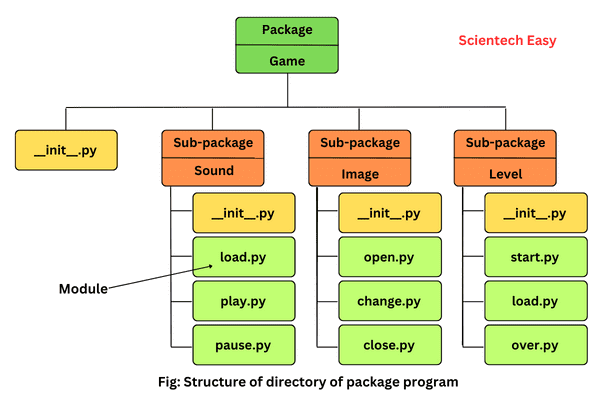 Package
Game
Scientech Easy
__init__.py
Sub-package
Sound
Sub-package
Image
Sub-package
Level
__init__.py
load.py
play.py
pause.py
__init__.py
open.py
change.py
close.py
__init__.py
start.py
load.py
over.py
Module
Fig: Structure of directory of package program